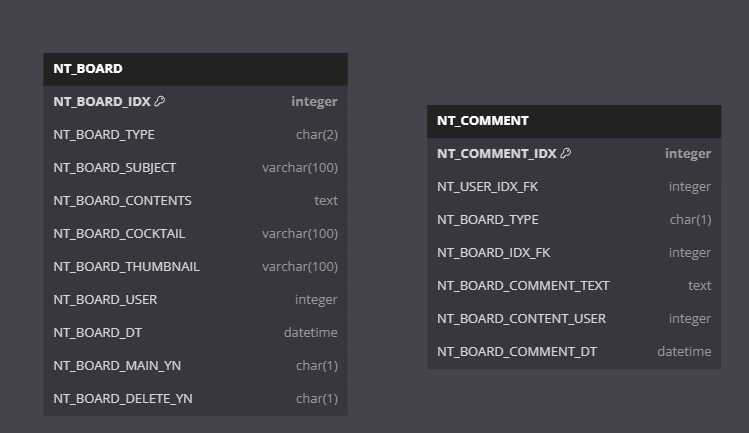 NT_BOARD
NT_BOARD_IDX integer
NT_BOARD_TYPE char(2)
NT_BOARD_SUBJECT varchar(100)
NT_BOARD_CONTENTS text
NT_BOARD_COCKTAIL varchar(100)
NT_BOARD_THUMBNAIL varchar(100)
NT_BOARD_USER integer
NT_BOARD_DT datetime
NT_BOARD_MAIN_YN char(1)
NT_BOARD_DELETE_YN char(1)
NT_COMMENT
NT_COMMENT_IDX integer
NT_USER_IDX_FK integer
NT_BOARD_TYPE char(1)
NT_BOARD_IDX_FK integer
NT_BOARD_COMMENT_TEXT text
NT_BOARD_CONTENT_USER integer
NT_BOARD_COMMENT_DT datetime